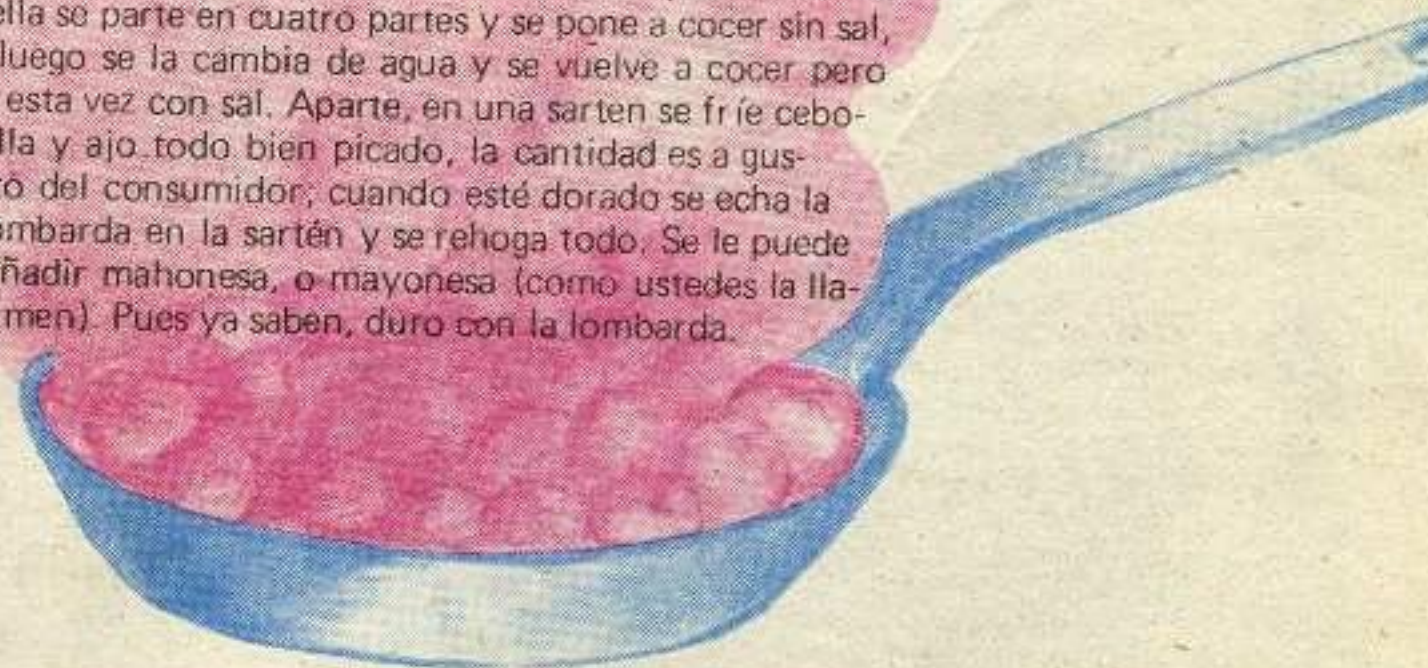 ella se parte en cuatro partes y se pone a cocer sin sal,
luego se la cambia de agua y se vuelve a cocer pero
esta vez con sal. Aparte, en una sarten se fríe cebo-
lla y ajo todo bien picado, la cantidad es a gus-
to del consumidor; cuando esté dorado se echa la
ombarda en la sartén y se rehoga todo. Se le puede
ñadir mahonesa, o mayonesa (como ustedes la lla-
men). Pues ya saben, duro con la lombarda.